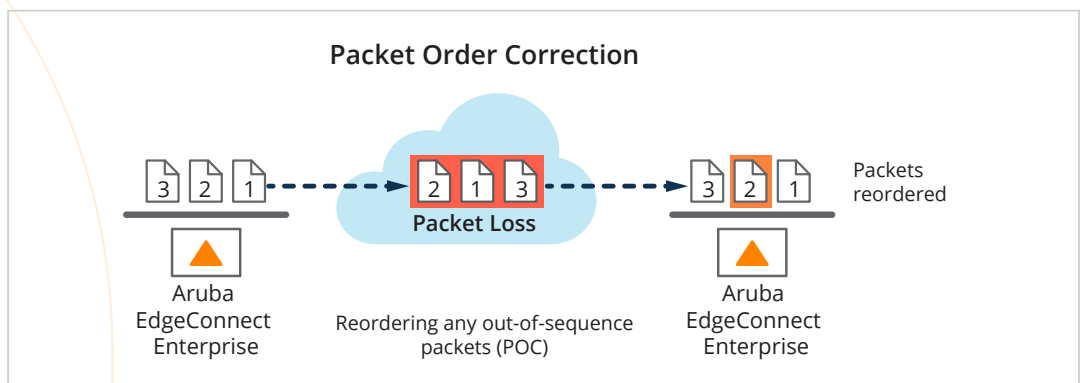 Packet Order Correction
3 2 1
2 1 3
3 2 1
Packets
reordered
Packet Loss
Aruba
EdgeConnect
Enterprise
Reordering any out-of-sequence
packets (POC)
Aruba
EdgeConnect
Enterprise